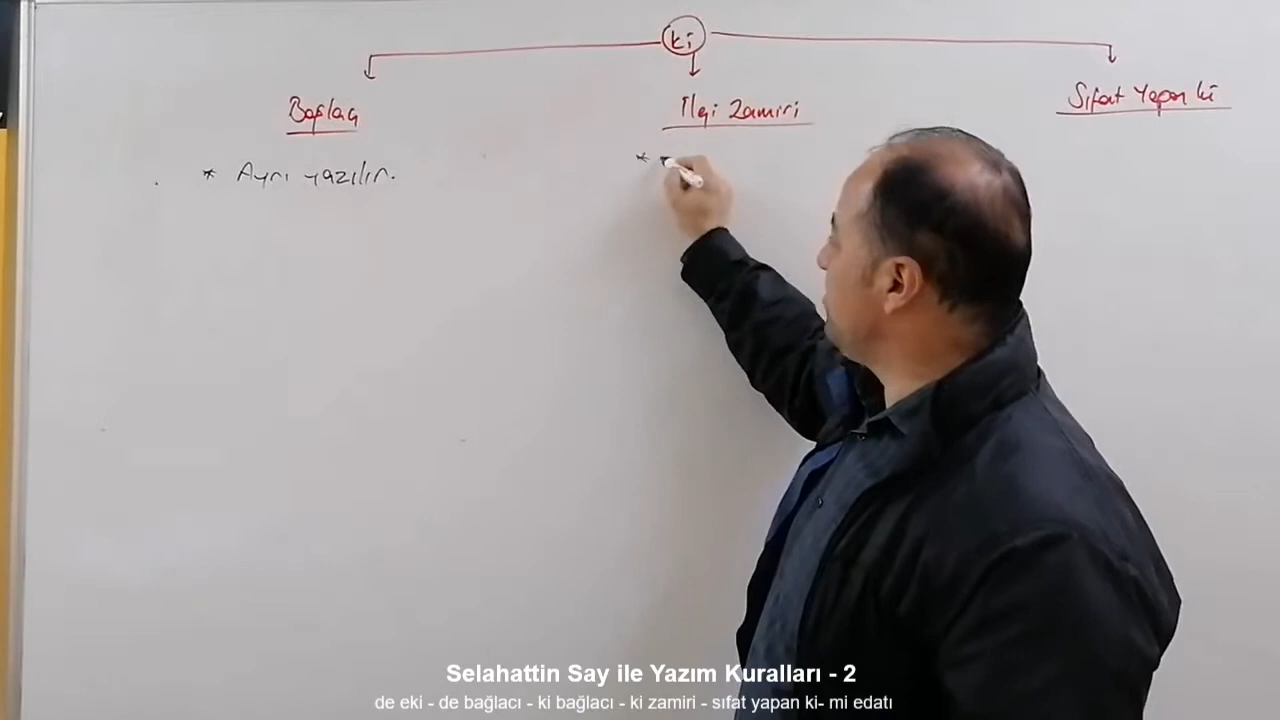 ki
Bağlaç
İlgi Zamiri
Sıfat Yapan ki
* Ayrı yazılır.
*
Selahattin Say ile Yazım Kuralları - 2
de eki - de bağlacı - ki bağlacı - ki zamiri - sıfat yapan ki- mi edatı